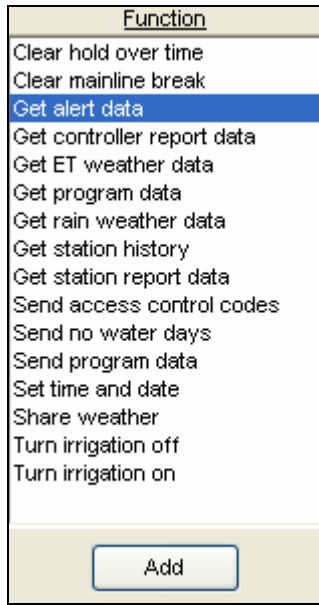 Function
Clear hold over time
Clear mainline break
Get alert data
Get controller report data
Get ET weather data
Get program data
Get rain weather data
Get station history
Get station report data
Send access control codes
Send no water days
Send program data
Set time and date
Share weather
Turn irrigation off
Turn irrigation on
Add